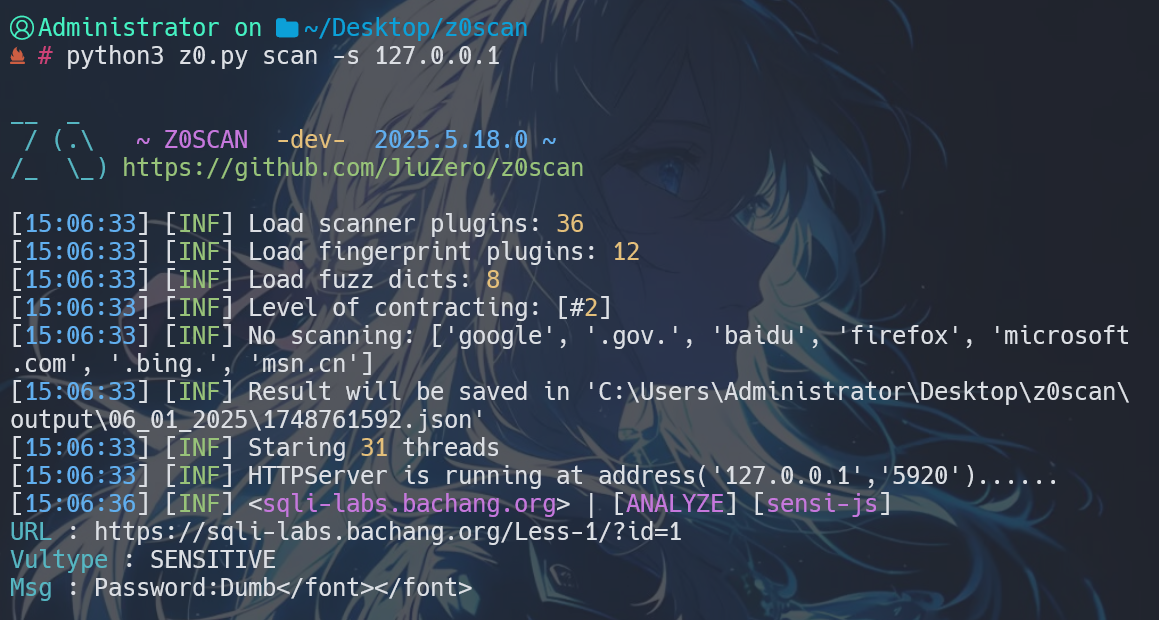 Administrator on ~/Desktop/z0scan
# python3 z0.py scan -s 127.0.0.1
__   _
 / (.\   ~ Z0SCAN  -dev-  2025.5.18.0 ~
/_  \_) https://github.com/JiuZero/z0scan
[15:06:33] [INF] Load scanner plugins: 36
[15:06:33] [INF] Load fingerprint plugins: 12
[15:06:33] [INF] Load fuzz dicts: 8
[15:06:33] [INF] Level of contracting: [#2]
[15:06:33] [INF] No scanning: ['google', '.gov.', 'baidu', 'firefox', 'microsoft
.com', '.bing.', 'msn.cn']
[15:06:33] [INF] Result will be saved in 'C:\Users\Administrator\Desktop\z0scan\
output\06_01_2025\1748761592.json'
[15:06:33] [INF] Staring 31 threads
[15:06:33] [INF] HTTPServer is running at address('127.0.0.1','5920')......
[15:06:36] [INF] <sqli-labs.bachang.org> | [ANALYZE] [sensi-js]
URL : https://sqli-labs.bachang.org/Less-1/?id=1
Vultype : SENSITIVE
Msg : Password:Dumb</font></font>